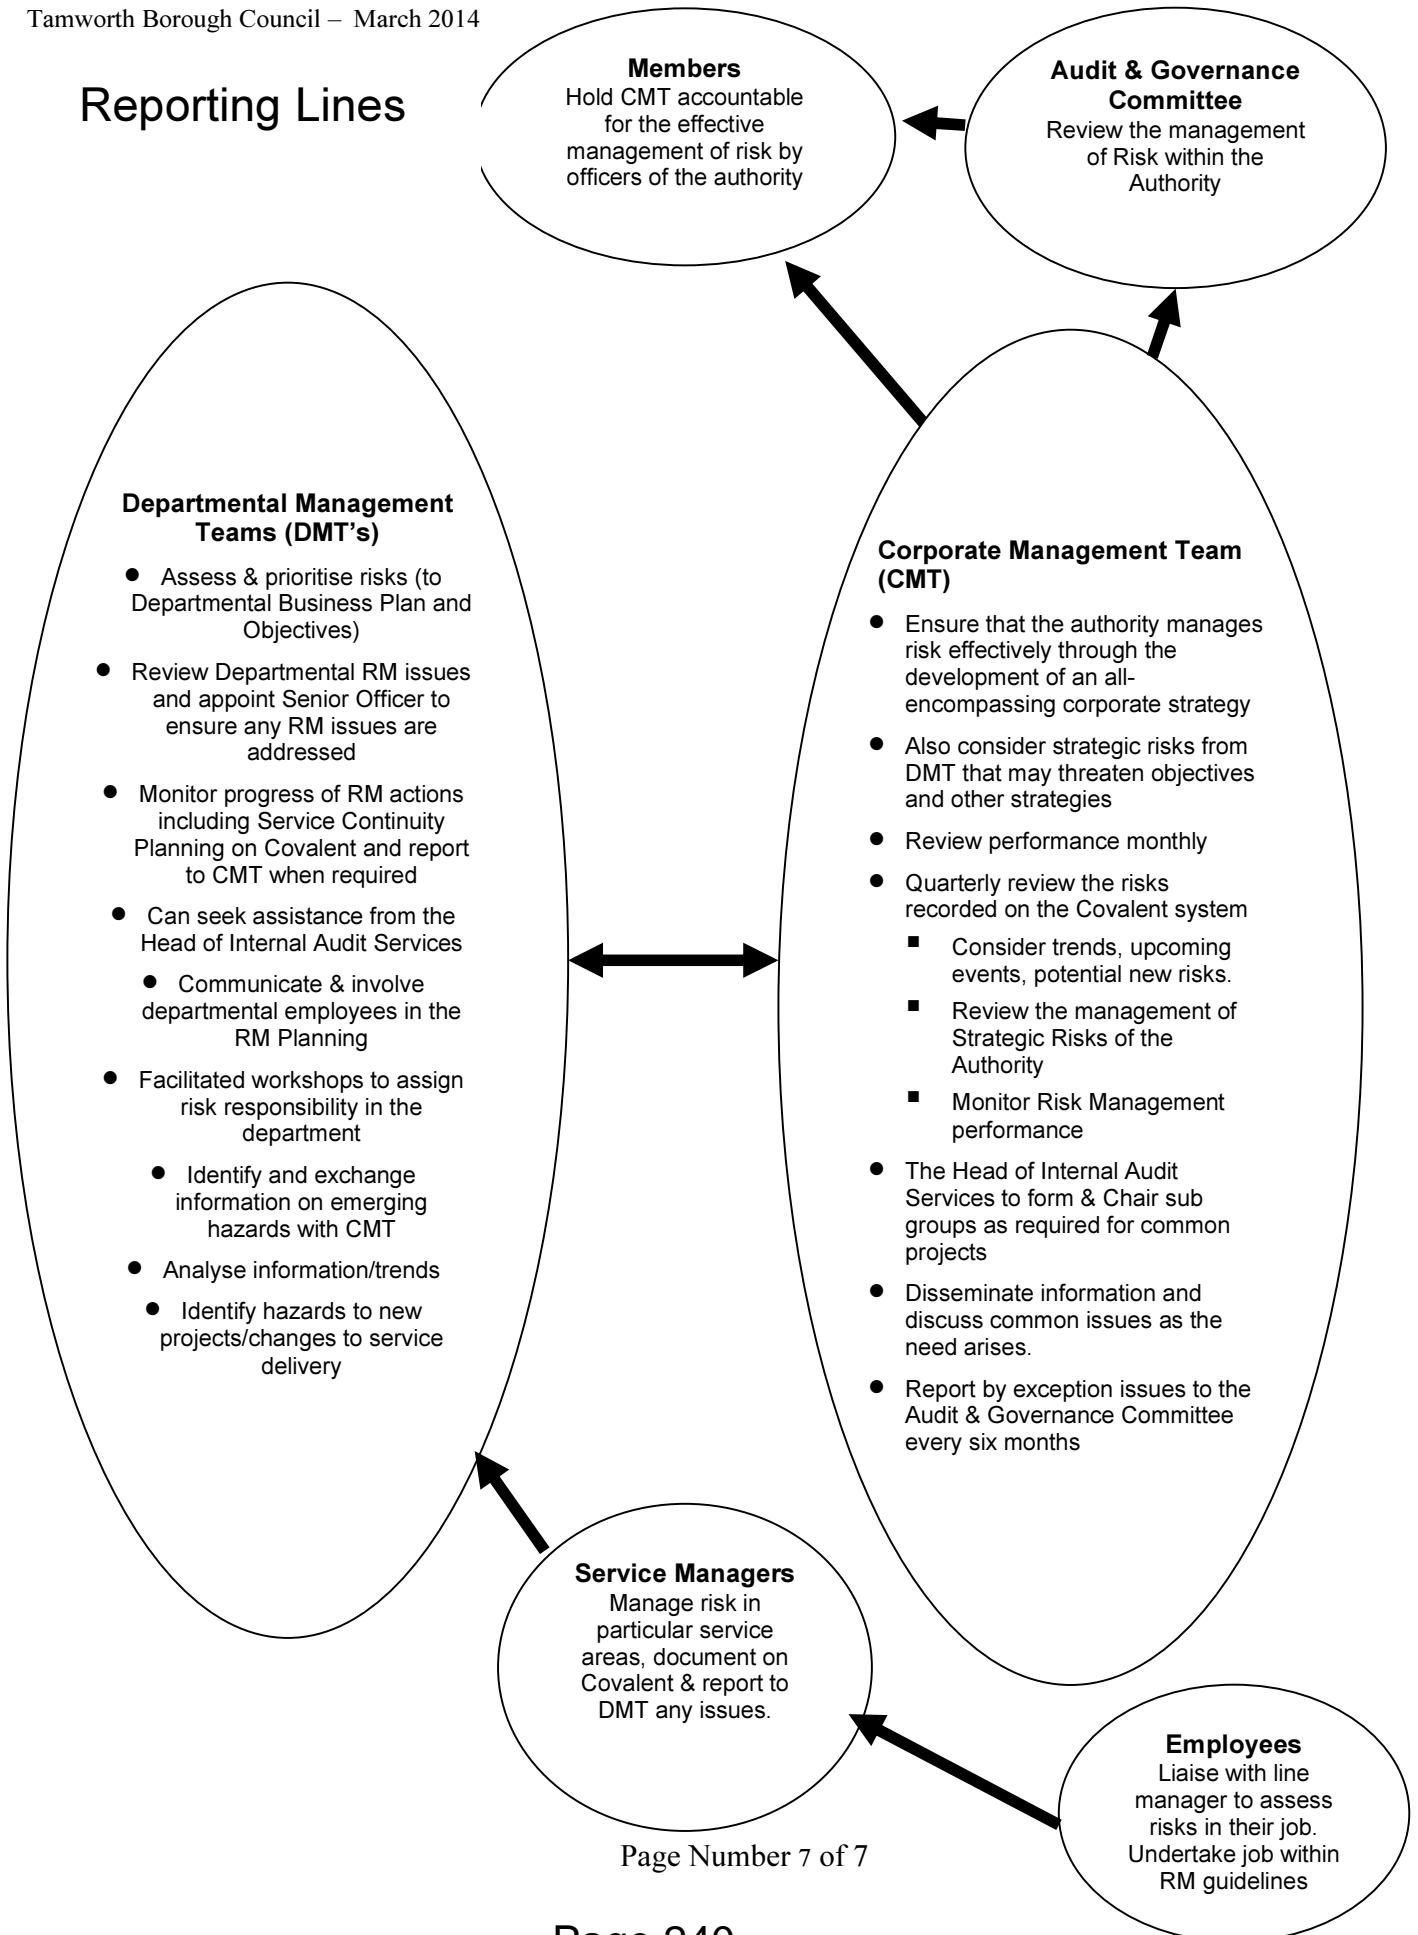 Tamworth Borough Council – March 2014
Reporting Lines
Members
Hold CMT accountable
for the effective
management of risk by
officers of the authority
Audit & Governance
Committee
Review the management
of Risk within the
Authority
Departmental Management
Teams (DMT’s)
● Assess & prioritise risks (to
Departmental Business Plan and
Objectives)
● Review Departmental RM issues
and appoint Senior Officer to
ensure any RM issues are
addressed
● Monitor progress of RM actions
including Service Continuity
Planning on Covalent and report
to CMT when required
● Can seek assistance from the
Head of Internal Audit Services
● Communicate & involve
departmental employees in the
RM Planning
● Facilitated workshops to assign
risk responsibility in the
department
● Identify and exchange
information on emerging
hazards with CMT
● Analyse information/trends
● Identify hazards to new
projects/changes to service
delivery
Corporate Management Team
(CMT)
● Ensure that the authority manages
risk effectively through the
development of an all-
encompassing corporate strategy
● Also consider strategic risks from
DMT that may threaten objectives
and other strategies
● Review performance monthly
● Quarterly review the risks
recorded on the Covalent system
■ Consider trends, upcoming
events, potential new risks.
■ Review the management of
Strategic Risks of the
Authority
■ Monitor Risk Management
performance
● The Head of Internal Audit
Services to form & Chair sub
groups as required for common
projects
● Disseminate information and
discuss common issues as the
need arises.
● Report by exception issues to the
Audit & Governance Committee
every six months
Service Managers
Manage risk in
particular service
areas, document on
Covalent & report to
DMT any issues.
Employees
Liaise with line
manager to assess
risks in their job.
Undertake job within
RM guidelines
Page Number 7 of 7
Page 240